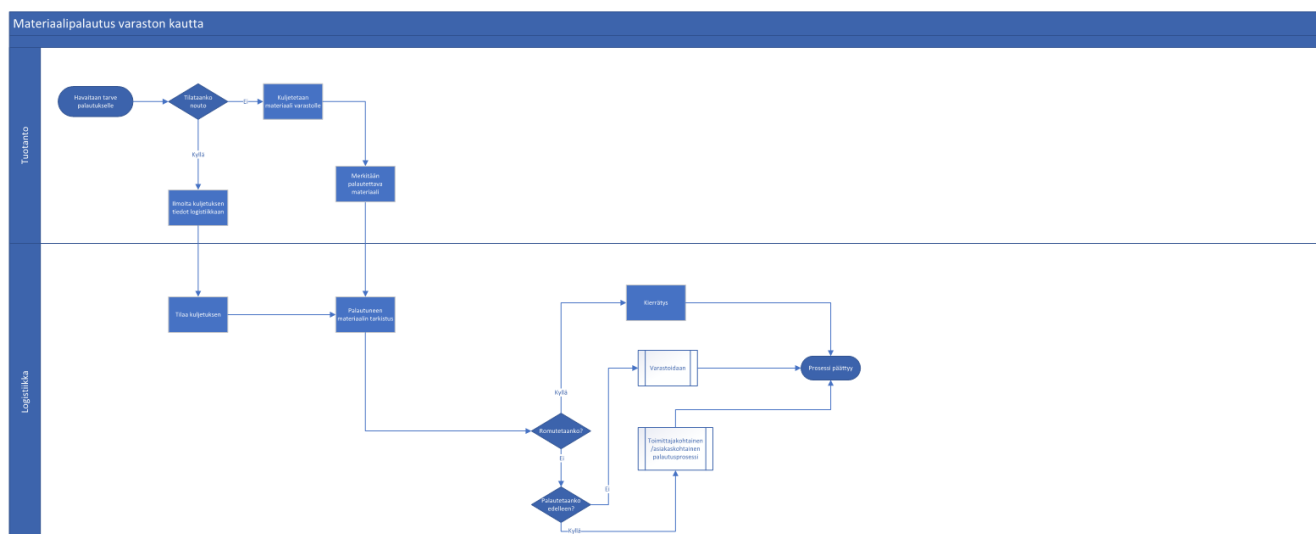 Materiaalipalautus varaston kautta
Tuotanto
Havaitaan tarve
palautukselle
Tilataanko
nouto
Ei
Kuljetetaan
materiaali varastolle
Kyllä
Merkitään
palautettava
materiaali
Ilmoita kuljetuksen
tiedot logistiikkaan
Logistiikka
Tilaa kuljetuksen
Palautuneen
materiaalin tarkistus
Kierrätys
Varastoidaan
Prosessi päättyy
Kyllä
Romutetaanko?
Toimittajakohtainen
/asiakaskohtainen
palautusprosessi
Ei
Palautetaanko
edelleen?
Ei
Kyllä